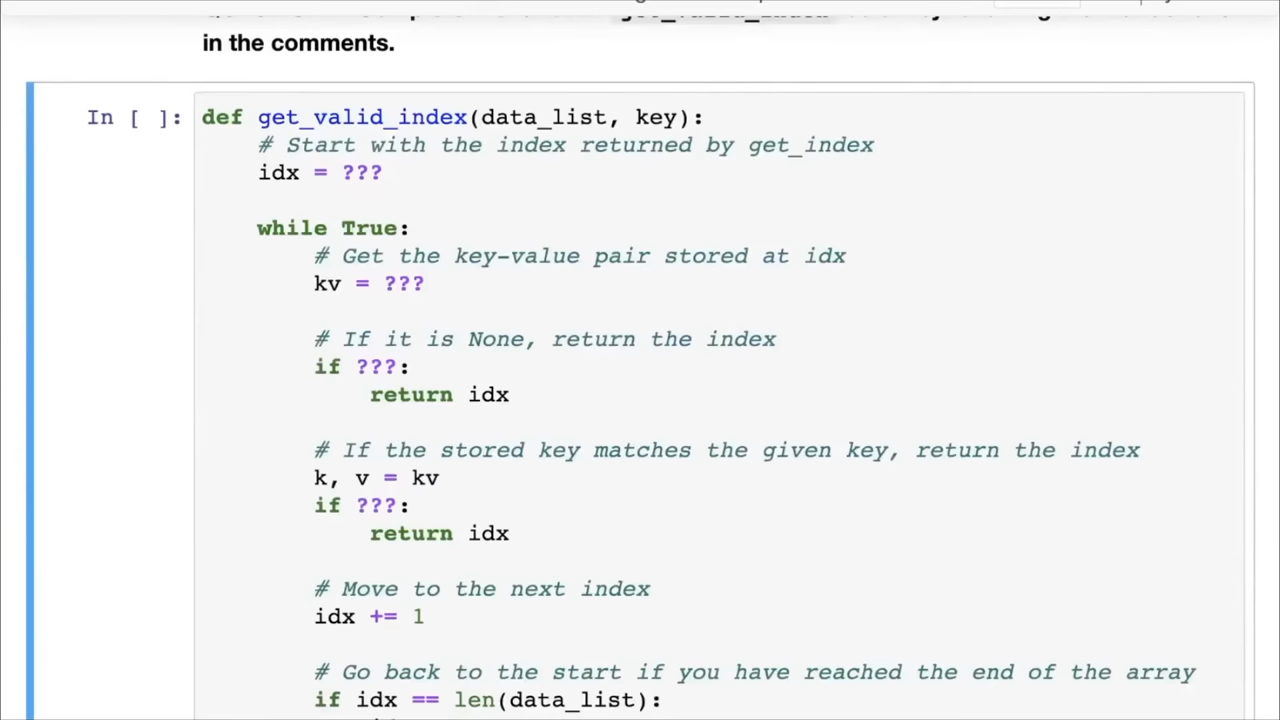 in the comments.
In [ ]:
def get_valid_index(data_list, key):
# Start with the index returned by get_index
idx = ???
while True:
# Get the key-value pair stored at idx
kv = ???
# If it is None, return the index
if ???:
return idx
# If the stored key matches the given key, return the index
k, v = kv
if ???:
return idx
# Move to the next index
idx += 1
# Go back to the start if you have reached the end of the array
if idx == len(data_list):